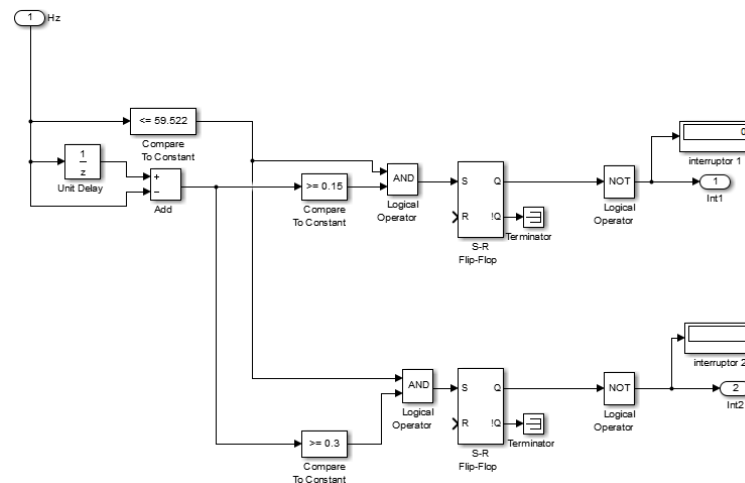 1
Hz
<= 59.522
Compare
To Constant
1
z
Unit Delay
+
−
Add
>= 0.15
Compare
To Constant
AND
Logical
Operator
S
Q
R
!Q
S-R
Flip-Flop
Terminator
NOT
Logical
Operator
0
interruptor 1
1
Int1
AND
Logical
Operator
>= 0.3
Compare
To Constant
S
Q
R
!Q
S-R
Flip-Flop
Terminator
NOT
Logical
Operator
interruptor 2
2
Int2